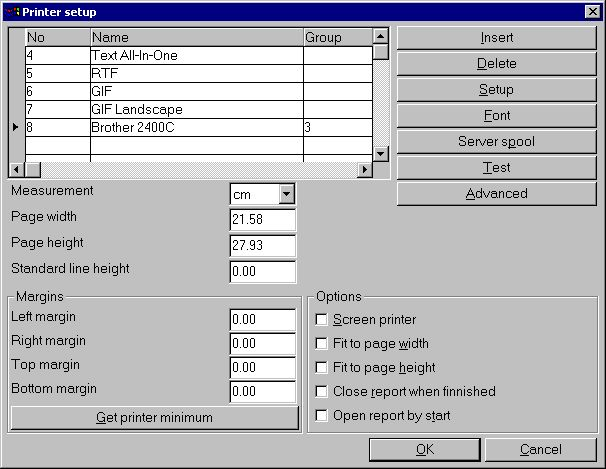 Printer setup
No Name Group
4 Text All-In-One
5 RTF
6 GIF
7 GIF Landscape
8 Brother 2400C 3
Insert
Delete
Setup
Font
Server spool
Test
Advanced
Measurement cm
Page width 21.58
Page height 27.93
Standard line height 0.00
Margins
Left margin 0.00
Right margin 0.00
Top margin 0.00
Bottom margin 0.00
Get printer minimum
Options
Screen printer
Fit to page width
Fit to page height
Close report when finnished
Open report by start
OK Cancel